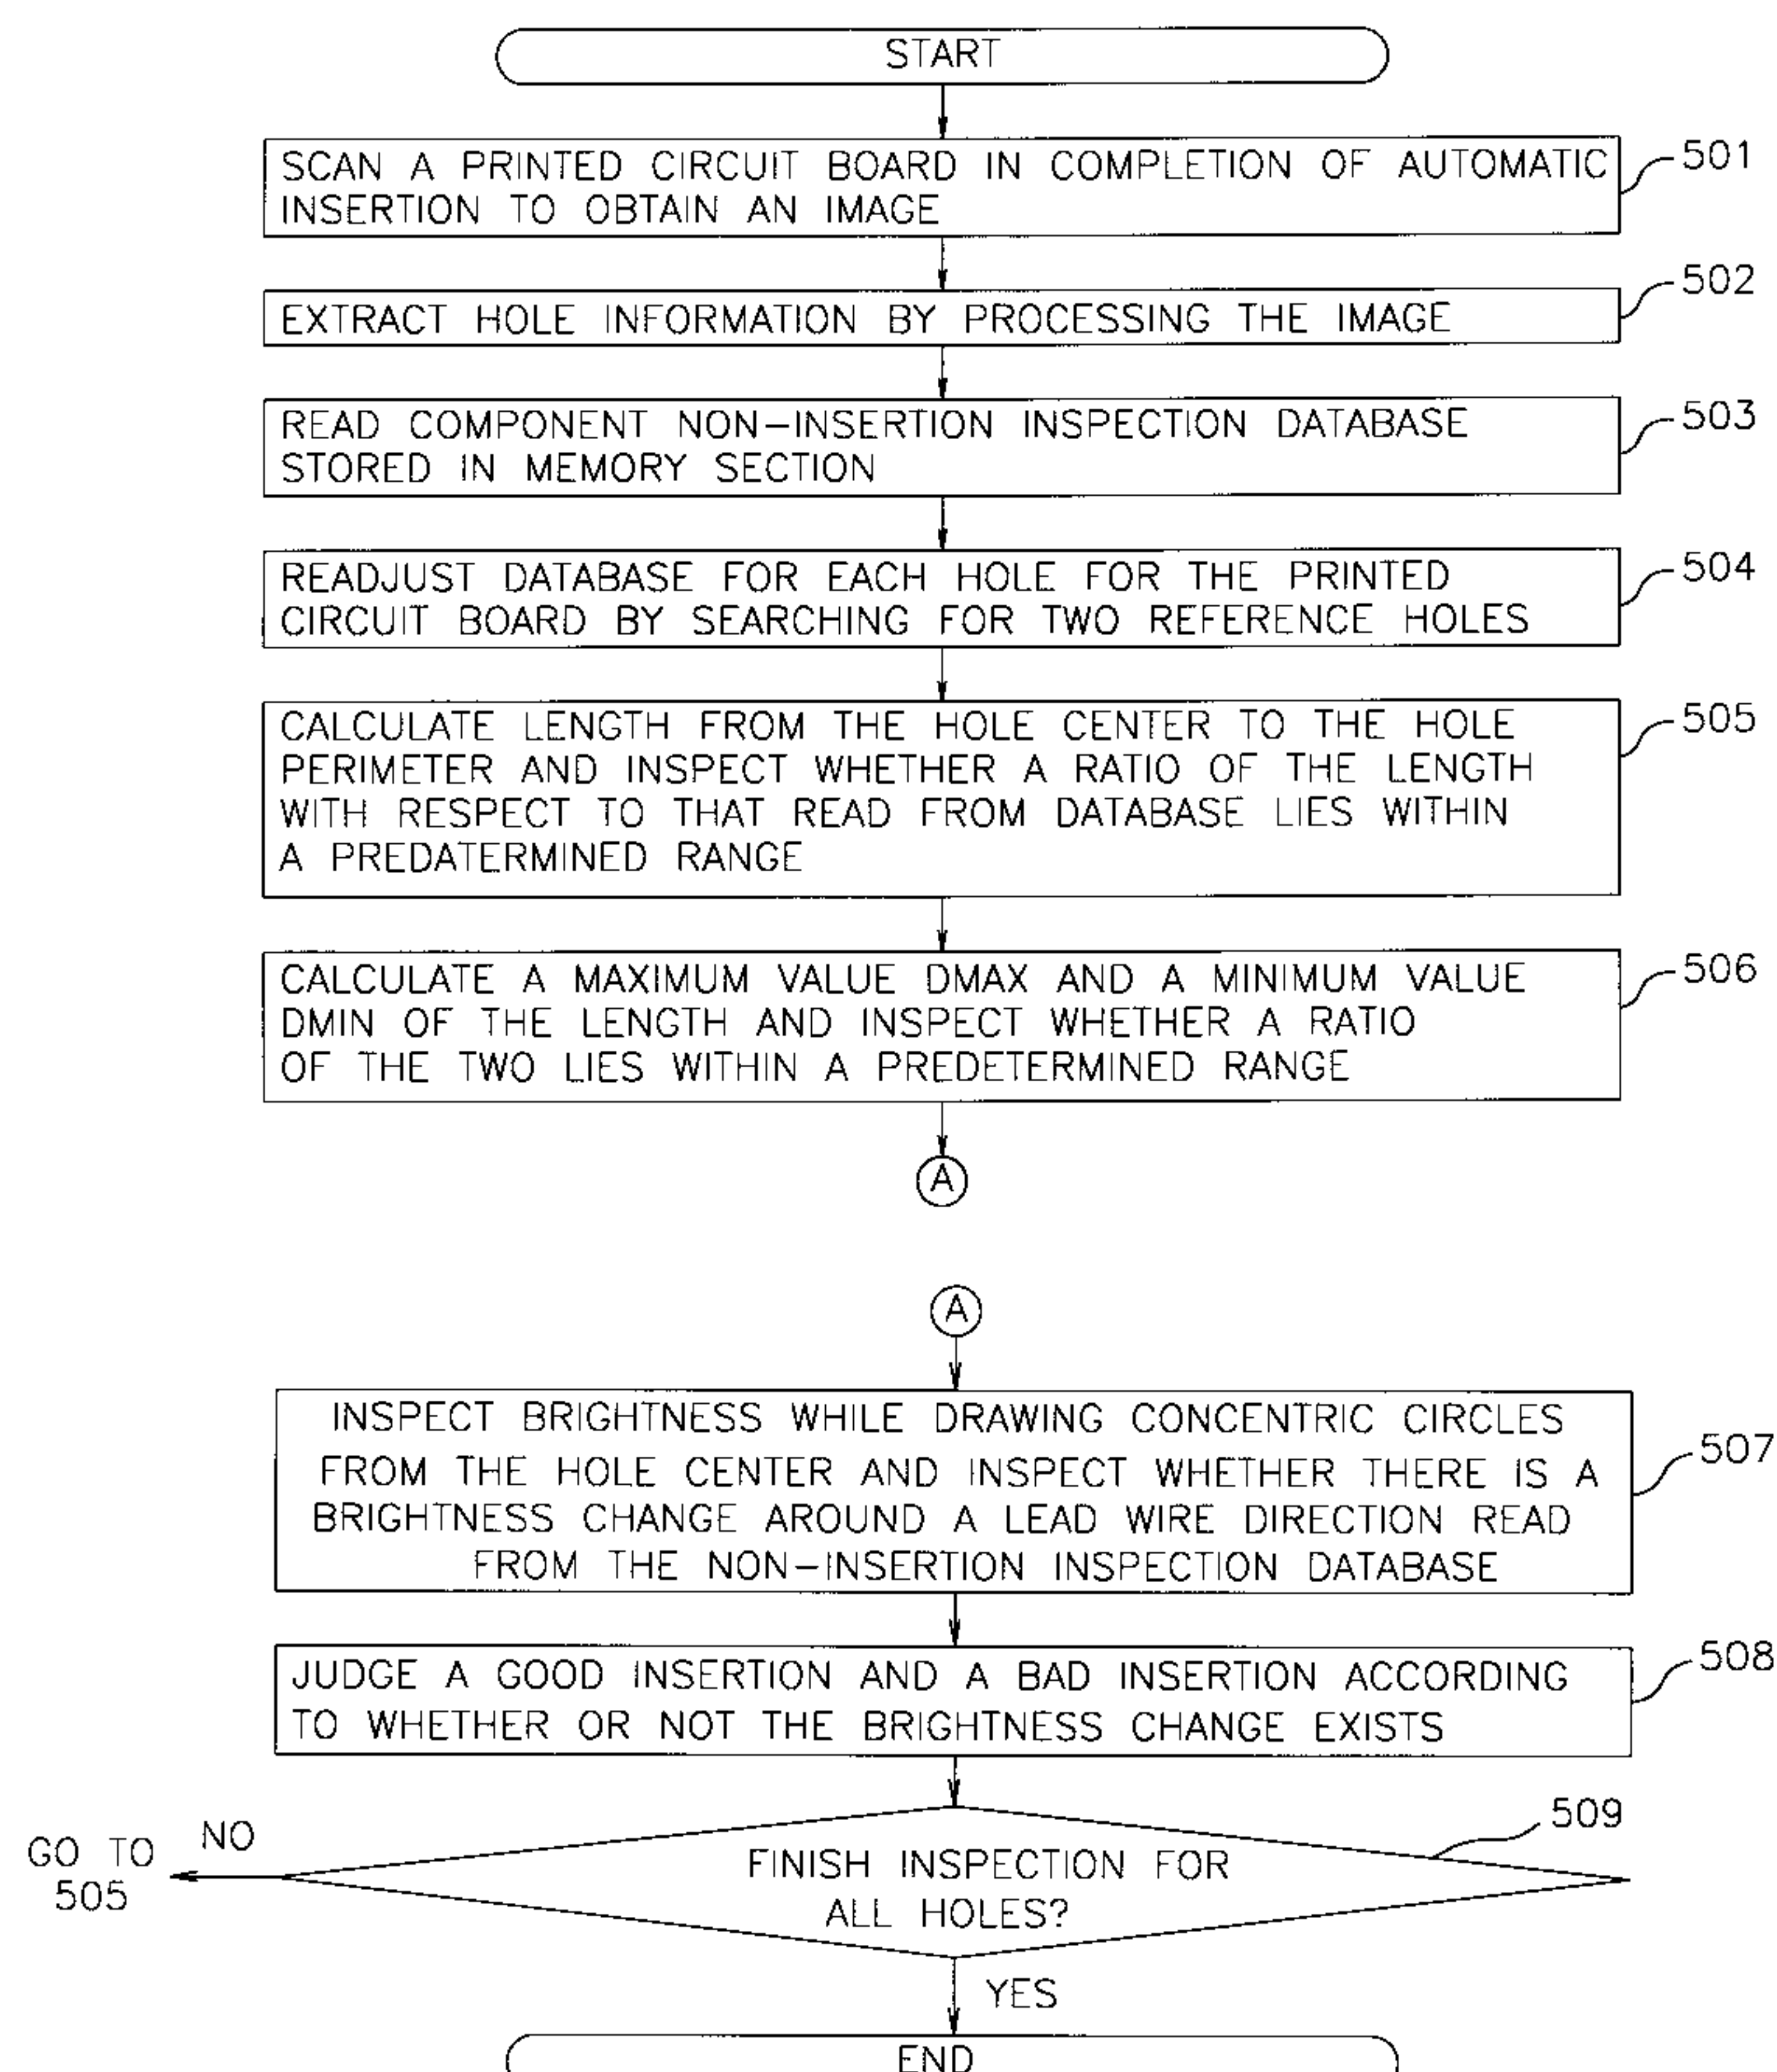 START
SCAN A PRINTED CIRCUIT BOARD IN COMPLETION OF AUTOMATIC
INSERTION TO OBTAIN AN IMAGE
501
EXTRACT HOLE INFORMATION BY PROCESSING THE IMAGE
502
READ COMPONENT NON-INSERTION INSPECTION DATABASE
STORED IN MEMORY SECTION
503
READJUST DATABASE FOR EACH HOLE FOR THE PRINTED
CIRCUIT BOARD BY SEARCHING FOR TWO REFERENCE HOLES
504
CALCULATE LENGTH FROM THE HOLE CENTER TO THE HOLE
PERIMETER AND INSPECT WHETHER A RATIO OF THE LENGTH
WITH RESPECT TO THAT READ FROM DATABASE LIES WITHIN
A PREDATERMINED RANGE
505
CALCULATE A MAXIMUM VALUE DMAX AND A MINIMUM VALUE
DMIN OF THE LENGTH AND INSPECT WHETHER A RATIO
OF THE TWO LIES WITHIN A PREDETERMINED RANGE
506
A
A
INSPECT BRIGHTNESS WHILE DRAWING CONCENTRIC CIRCLES
FROM THE HOLE CENTER AND INSPECT WHETHER THERE IS A
BRIGHTNESS CHANGE AROUND A LEAD WIRE DIRECTION READ
FROM THE NON-INSERTION INSPECTION DATABASE
507
JUDGE A GOOD INSERTION AND A BAD INSERTION ACCORDING
TO WHETHER OR NOT THE BRIGHTNESS CHANGE EXISTS
508
FINISH INSPECTION FOR
ALL HOLES?
509
NO
GO TO
505
YES
END